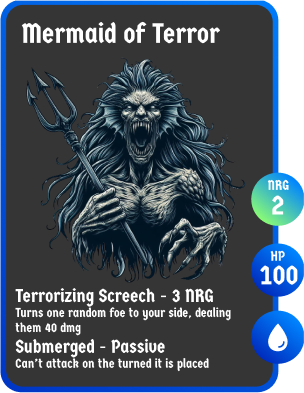 Mermaid of Terror
NRG
2
HP
100
Terrorizing Screech - 3 NRG
Turns one random foe to your side, dealing
them 40 dmg
Submerged - Passive
Can't attack on the turned it is placed